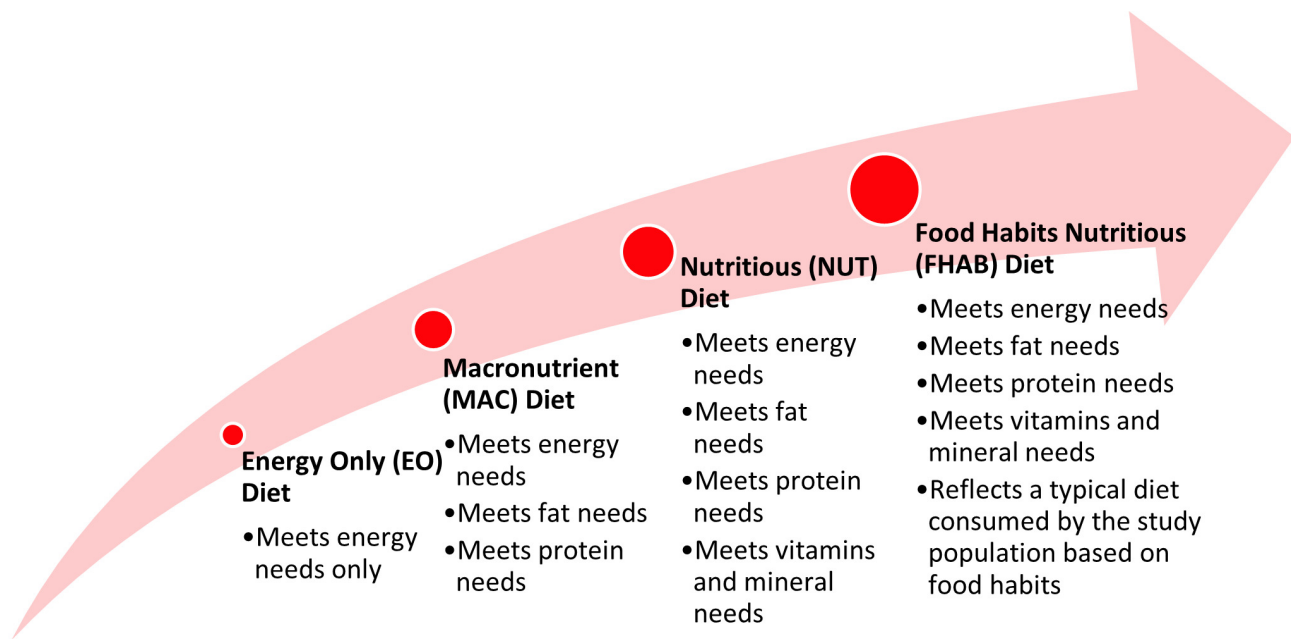 Energy Only (EO)
Diet
•Meets energy
needs only
Macronutrient
(MAC) Diet
•Meets energy
needs
•Meets fat needs
•Meets protein
needs
Nutritious (NUT)
Diet
•Meets energy
needs
•Meets fat
needs
•Meets protein
needs
•Meets vitamins
and mineral
needs
Food Habits Nutritious
(FHAB) Diet
•Meets energy needs
•Meets fat needs
•Meets protein needs
•Meets vitamins and
mineral needs
•Reflects a typical diet
consumed by the study
population based on
food habits